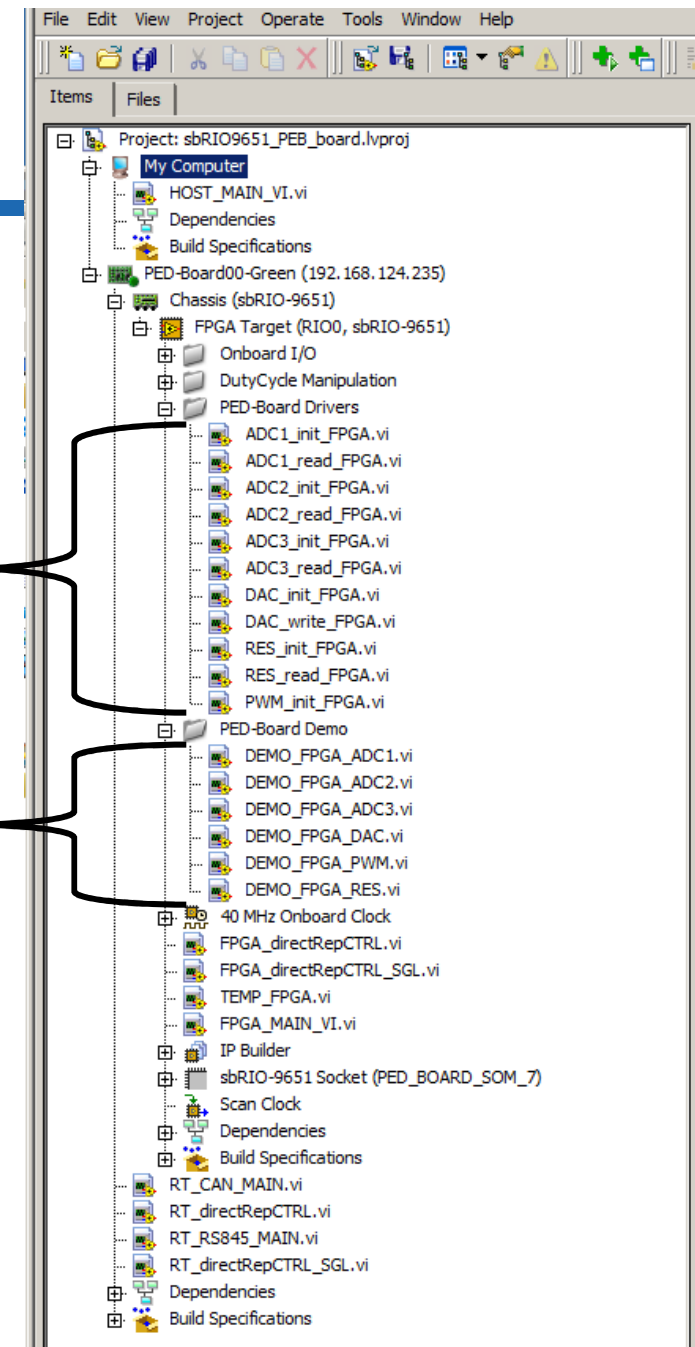 File Edit View Project Operate Tools Window Help
Items Files
Project: sbRIO9651_PEB_board.lvproj
My Computer
HOST_MAIN_VI.vi
Dependencies
Build Specifications
PED-Board00-Green (192.168.124.235)
Chassis (sbRIO-9651)
FPGA Target (RIO0, sbRIO-9651)
Onboard I/O
DutyCycle Manipulation
PED-Board Drivers
ADC1_init_FPGA.vi
ADC1_read_FPGA.vi
ADC2_init_FPGA.vi
ADC2_read_FPGA.vi
ADC3_init_FPGA.vi
ADC3_read_FPGA.vi
DAC_init_FPGA.vi
DAC_write_FPGA.vi
RES_init_FPGA.vi
RES_read_FPGA.vi
PWM_init_FPGA.vi
PED-Board Demo
DEMO_FPGA_ADC1.vi
DEMO_FPGA_ADC2.vi
DEMO_FPGA_ADC3.vi
DEMO_FPGA_DAC.vi
DEMO_FPGA_PWM.vi
DEMO_FPGA_RES.vi
40 MHz Onboard Clock
FPGA_directRepCTRL.vi
FPGA_directRepCTRL_SGL.vi
TEMP_FPGA.vi
FPGA_MAIN_VI.vi
IP Builder
sbRIO-9651 Socket (PED_BOARD_SOM_7)
Scan Clock
Dependencies
Build Specifications
RT_CAN_MAIN.vi
RT_directRepCTRL.vi
RT_RS845_MAIN.vi
RT_directRepCTRL_SGL.vi
Dependencies
Build Specifications